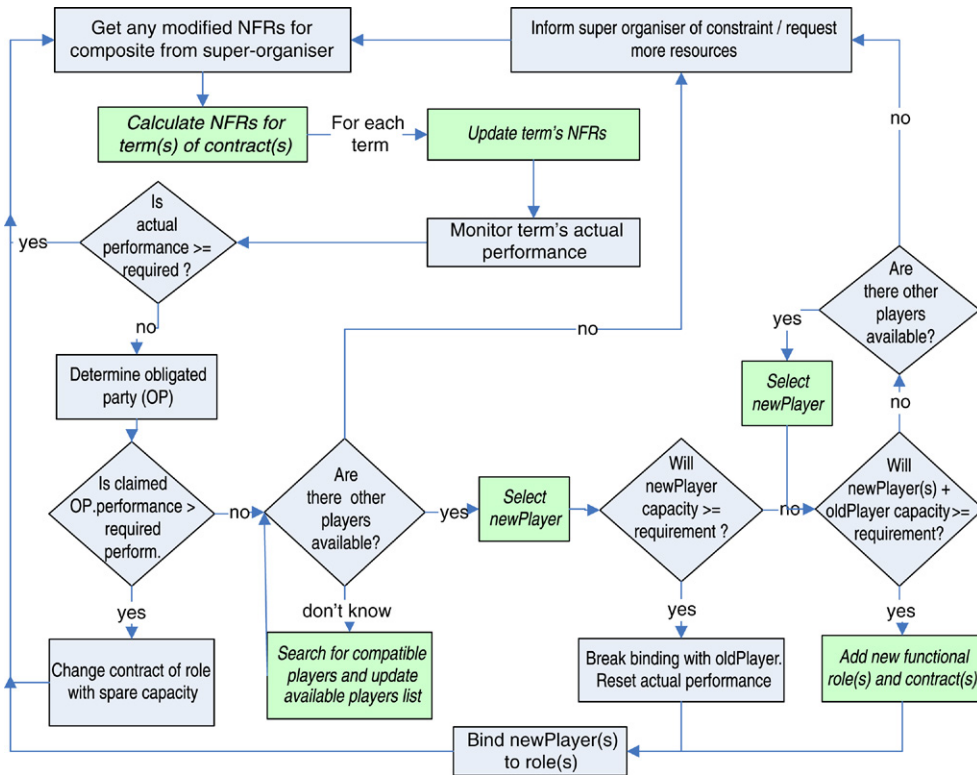 Get any modified NFRs for
composite from super-organiser
Inform super organiser of constraint / request
more resources
no
Calculate NFRs for
term(s) of contract(s)
For each
term
Update term's NFRs
Is
actual
performance >=
required ?
yes
Monitor term's actual
performance
Are
there other
players
available?
no
no
yes
Determine obligated
party (OP)
Select
newPlayer
no
Is claimed
OP.performance >
required
perform.
no
Are
there other
players
available?
yes
Select
newPlayer
Will
newPlayer
capacity >=
requirement ?
no
Will
newPlayer(s) +
oldPlayer capacity>=
requirement?
yes
don't know
yes
yes
Change contract of role
with spare capacity
Search for compatible
players and update
available players list
Break binding with oldPlayer.
Reset actual performance
Add new functional
role(s) and contract(s)
Bind newPlayer(s)
to role(s)